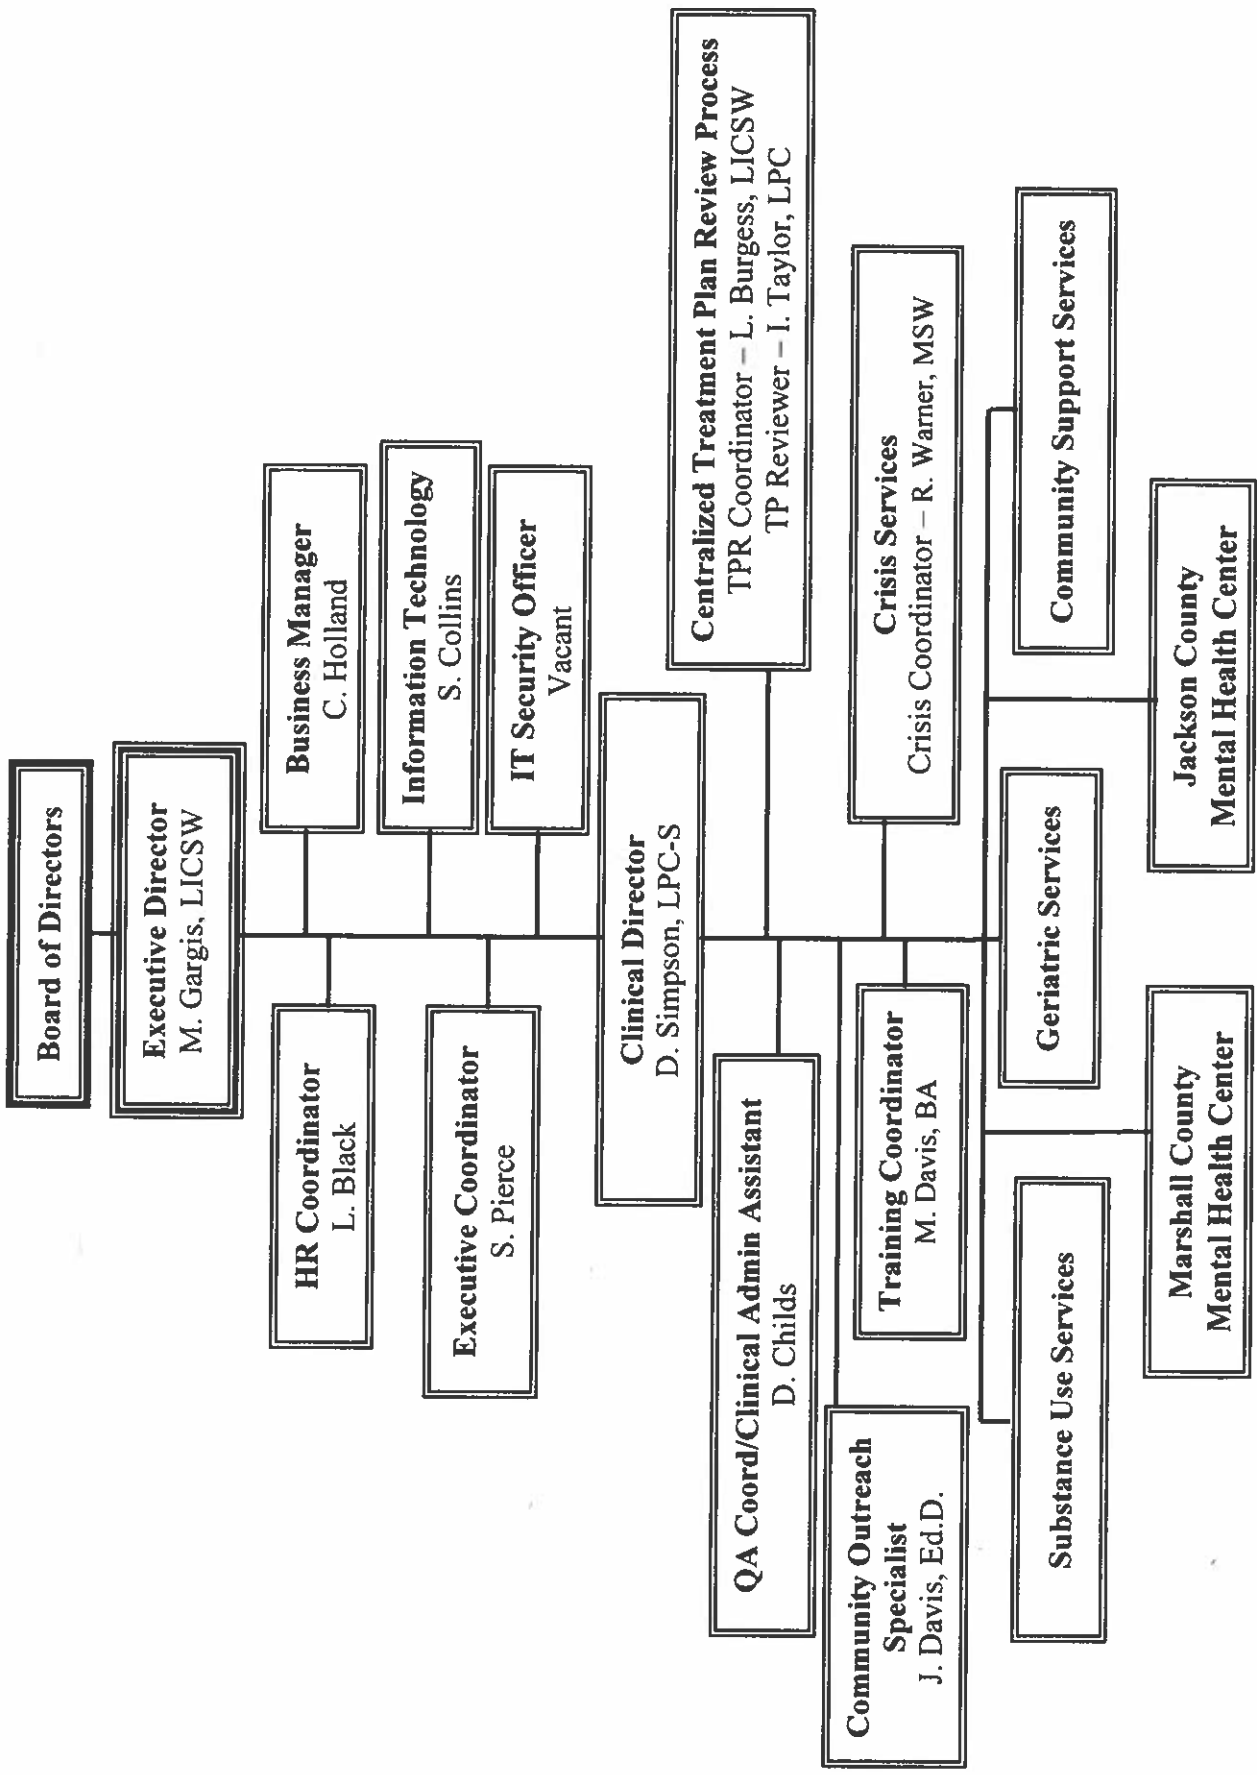 Board of Directors
Executive Director
M. Gargis, LICSW
HR Coordinator
L. Black
Business Manager
C. Holland
Executive Coordinator
S. Pierce
Information Technology
S. Collins
IT Security Officer
Vacant
Clinical Director
D. Simpson, LPC-S
QA Coord/Clinical Admin Assistant
D. Childs
Centralized Treatment Plan Review Process
TPR Coordinator – L. Burgess, LICSW
TP Reviewer – I. Taylor, LPC
Community Outreach
Specialist
J. Davis, Ed.D.
Training Coordinator
M. Davis, BA
Crisis Services
Crisis Coordinator – R. Warner, MSW
Substance Use Services
Geriatric Services
Community Support Services
Marshall County
Mental Health Center
Jackson County
Mental Health Center